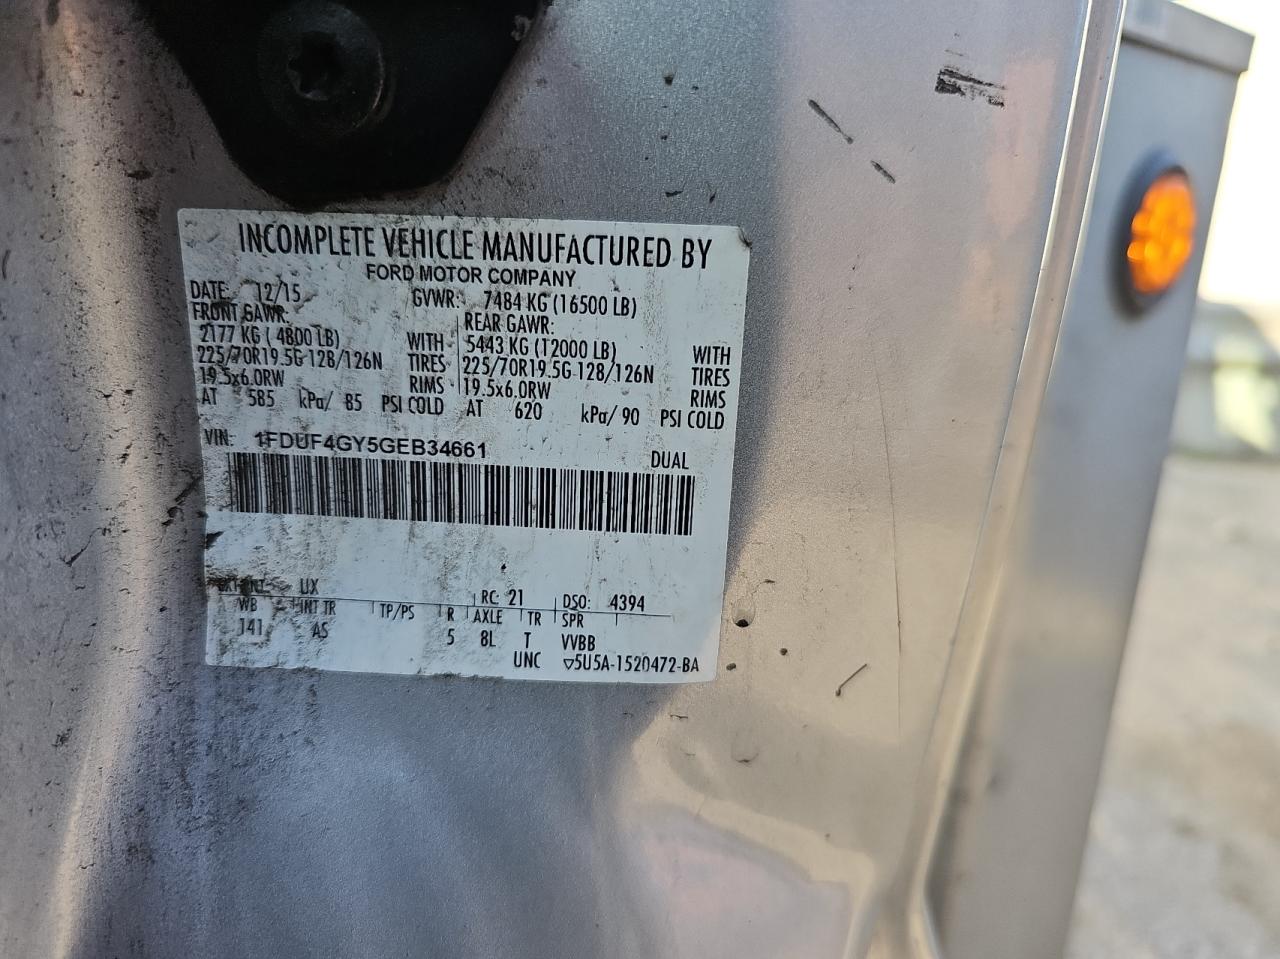 INCOMPLETE VEHICLE MANUFACTURED BY
FORD MOTOR COMPANY
DATE: 12/15 GVWR: 7484 KG (16500 LB)
FRONT GAWR: REAR GAWR:
2177 KG ( 4800 LB) WITH 5443 KG (12000 LB) WITH
225/70R19.5G 128/126N TIRES 225/70R19.5G 128/126N TIRES
19.5x6.0RW RIMS 19.5x6.0RW RIMS
AT 585 kPa/ 85 PSI COLD AT 620 kPa/ 90 PSI COLD
VIN: 1FDUF4GY5GEB34661
DUAL
EXT PNT: UX RC: 21 DSO: 4394
WB INT TR TP/PS R AXLE TR SPR
141 AS 5 8L T VVBB
UNC ▽5U5A-1520472-BA